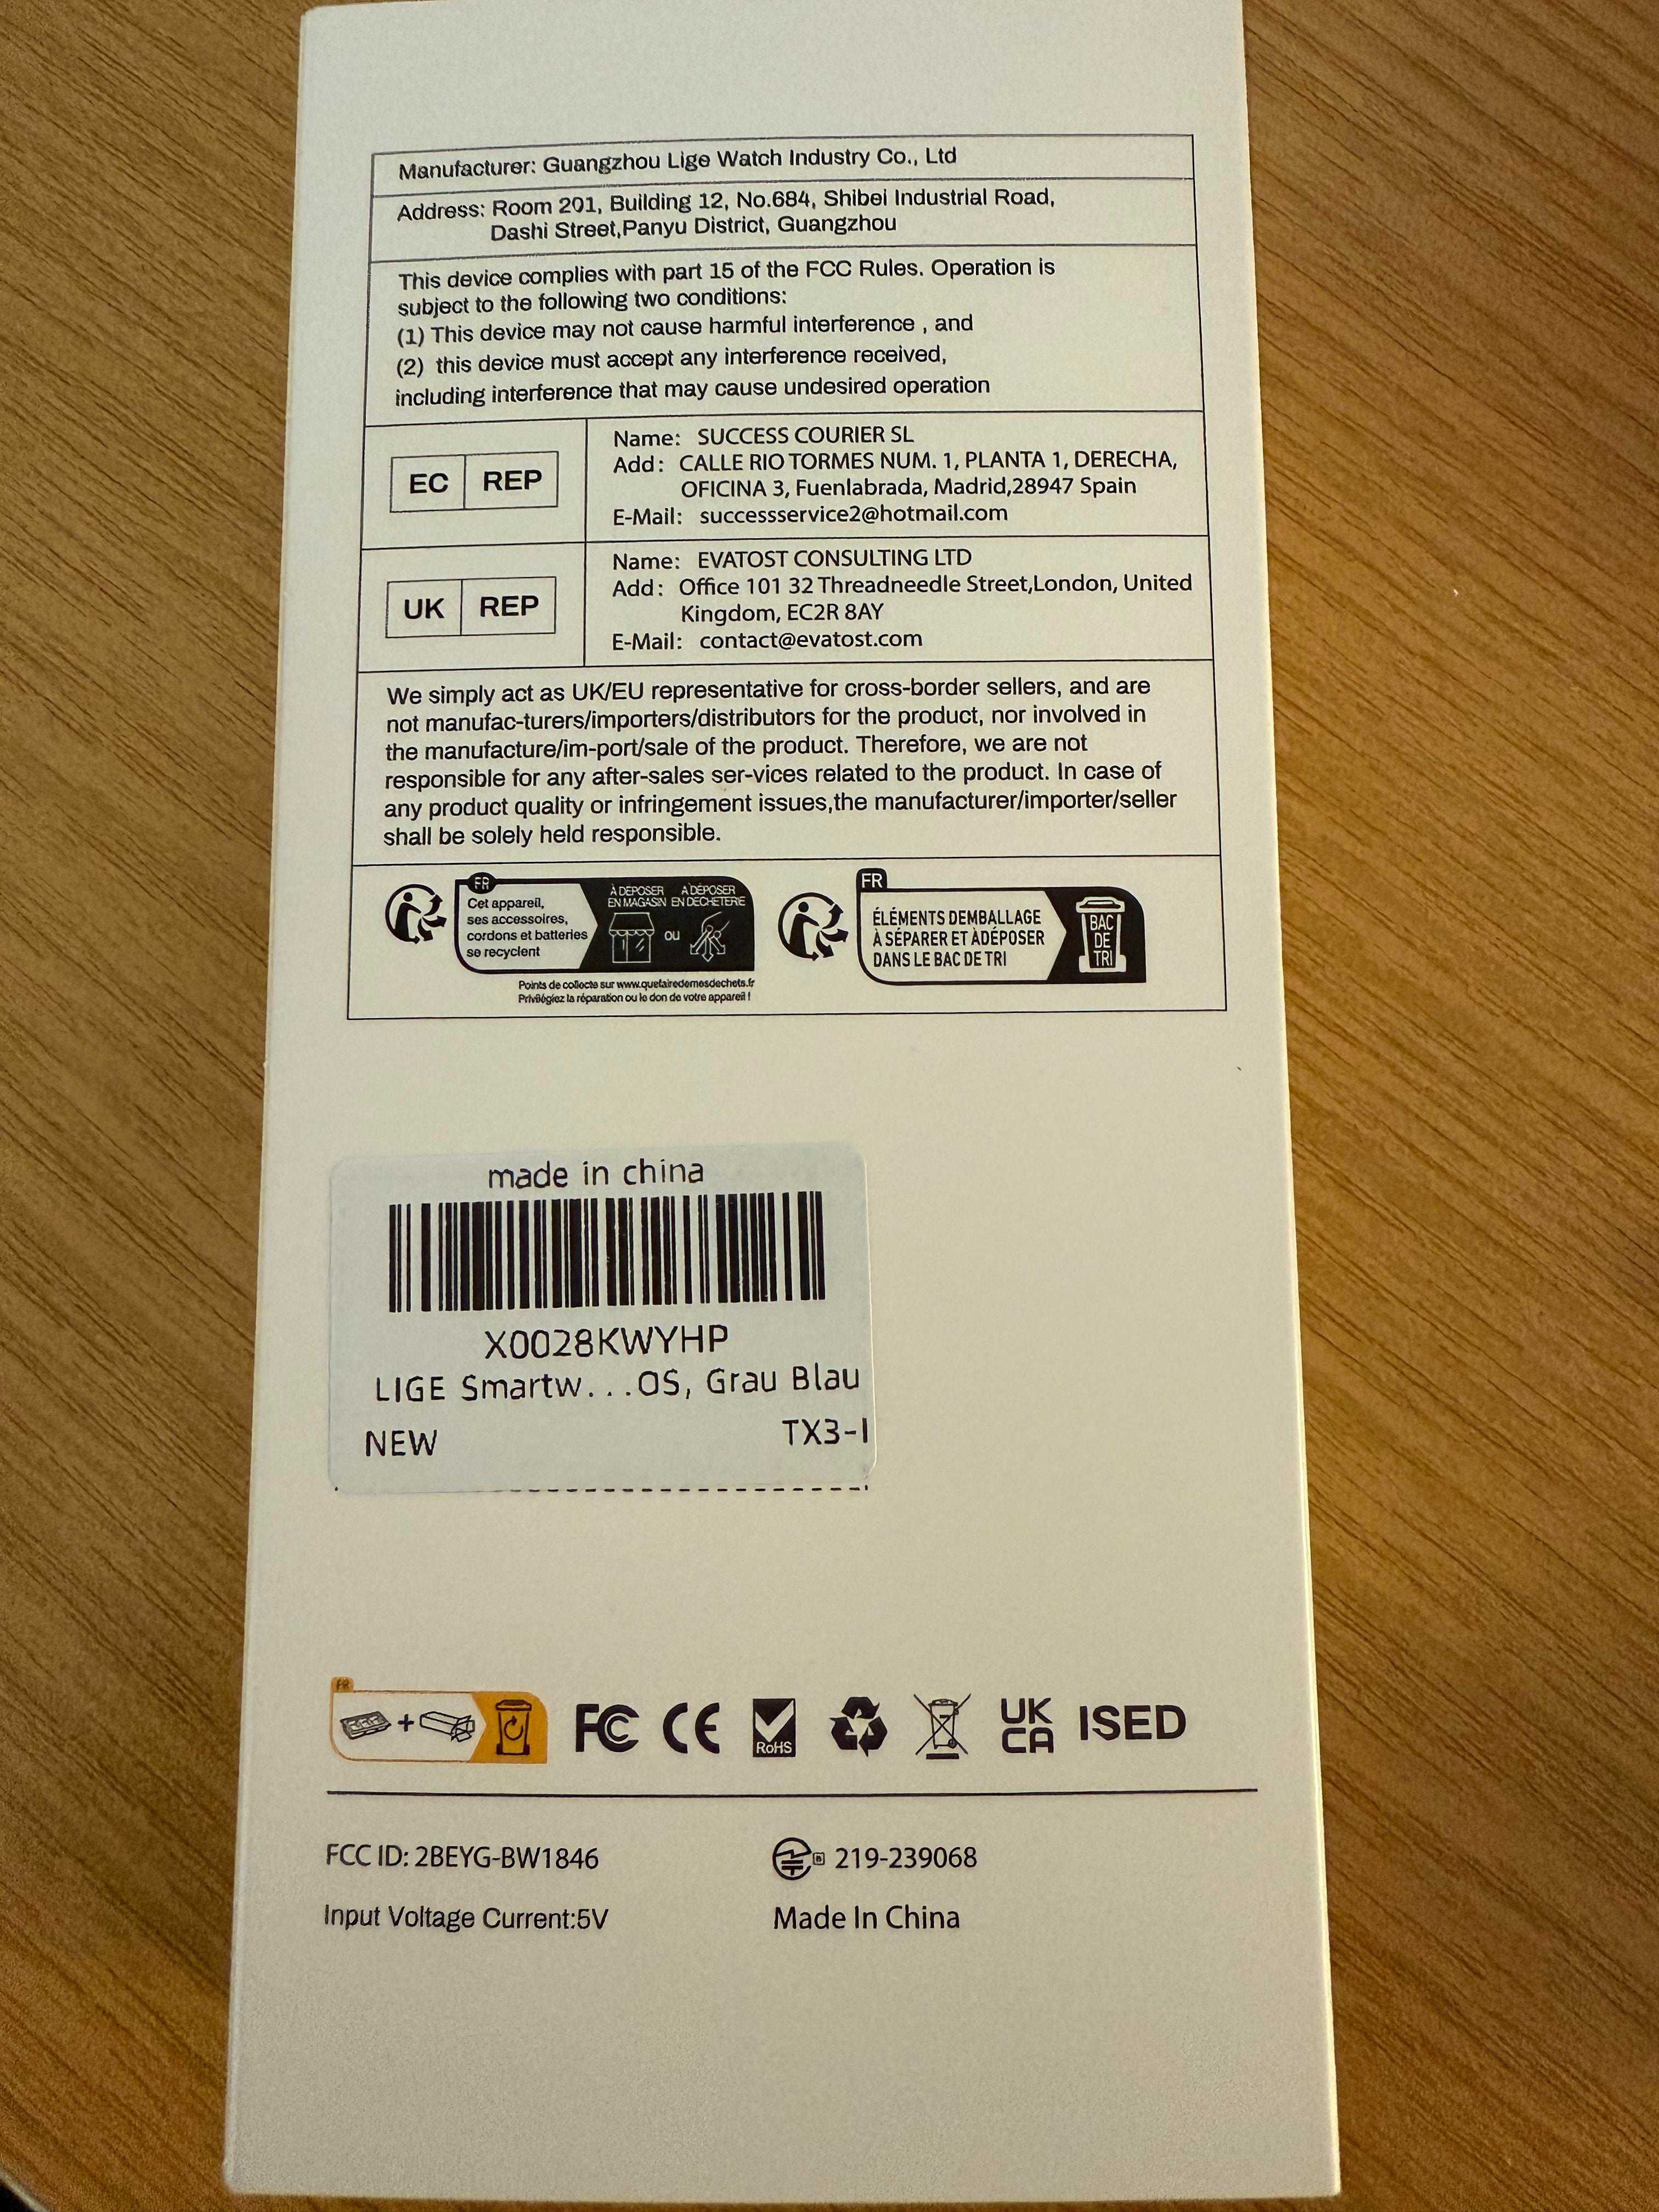 Manufacturer: Guangzhou Lige Watch Industry Co., Ltd
Address: Room 201, Building 12, No.684, Shibei Industrial Road,
Dashi Street,Panyu District, Guangzhou
This device complies with part 15 of the FCC Rules. Operation is
subject to the following two conditions:
(1) This device may not cause harmful interference , and
(2) this device must accept any interference received,
including interference that may cause undesired operation
EC REP
Name: SUCCESS COURIER SL
Add: CALLE RIO TORMES NUM. 1, PLANTA 1, DERECHA,
OFICINA 3, Fuenlabrada, Madrid,28947 Spain
E-Mail: successservice2@hotmail.com
UK REP
Name: EVATOST CONSULTING LTD
Add: Office 101 32 Threadneedle Street,London, United
Kingdom, EC2R 8AY
E-Mail: contact@evatost.com
We simply act as UK/EU representative for cross-border sellers, and are
not manufac-turers/importers/distributors for the product, nor involved in
the manufacture/im-port/sale of the product. Therefore, we are not
responsible for any after-sales ser-vices related to the product. In case of
any product quality or infringement issues,the manufacturer/importer/seller
shall be solely held responsible.
FR
Cet appareil,
ses accessoires,
cordons et batteries
se recyclent
À DEPOSER
EN MAGASIN
ou
A'DÉPOSER
EN DECHETERIE
Points de collecte sur www.quefairedemesdechets.fr
Privilégiez la réparation ou le don de votre appareil !
FR
ÉLÉMENTS DEMBALLAGE
À SÉPARER ET ÀDÉPOSER
DANS LE BAC DE TRI
BAC
DE
TRI
made in china
X0028KWYHP
LIGE Smartw...OS, Grau Blau
NEW TX3-I
FR
FC CE RoHS UK
CA ISED
FCC ID: 2BEYG-BW1846
R 219-239068
Input Voltage Current:5V
Made In China